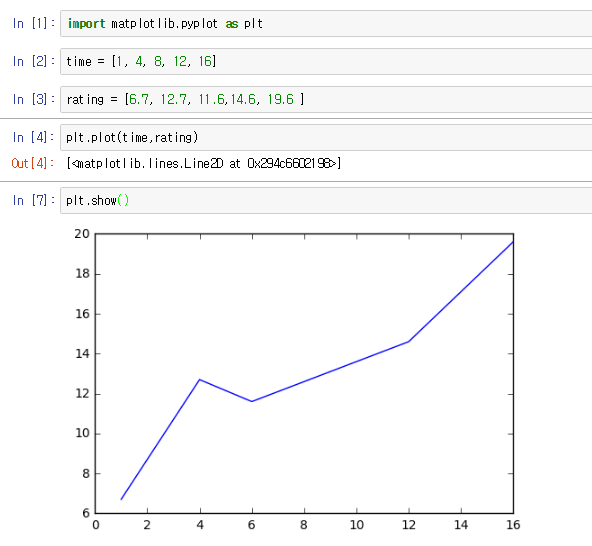 In [1]: import matplotlib.pyplot as plt
In [2]: time = [1, 4, 8, 12, 16]
In [3]: rating = [6.7, 12.7, 11.6,14.6, 19.6 ]
In [4]: plt.plot(time,rating)
Out[4]: [<matplotlib.lines.Line2D at 0x294c6602198>]
In [7]: plt.show()
20
18
16
14
12
10
8
6
0 2 4 6 8 10 12 14 16